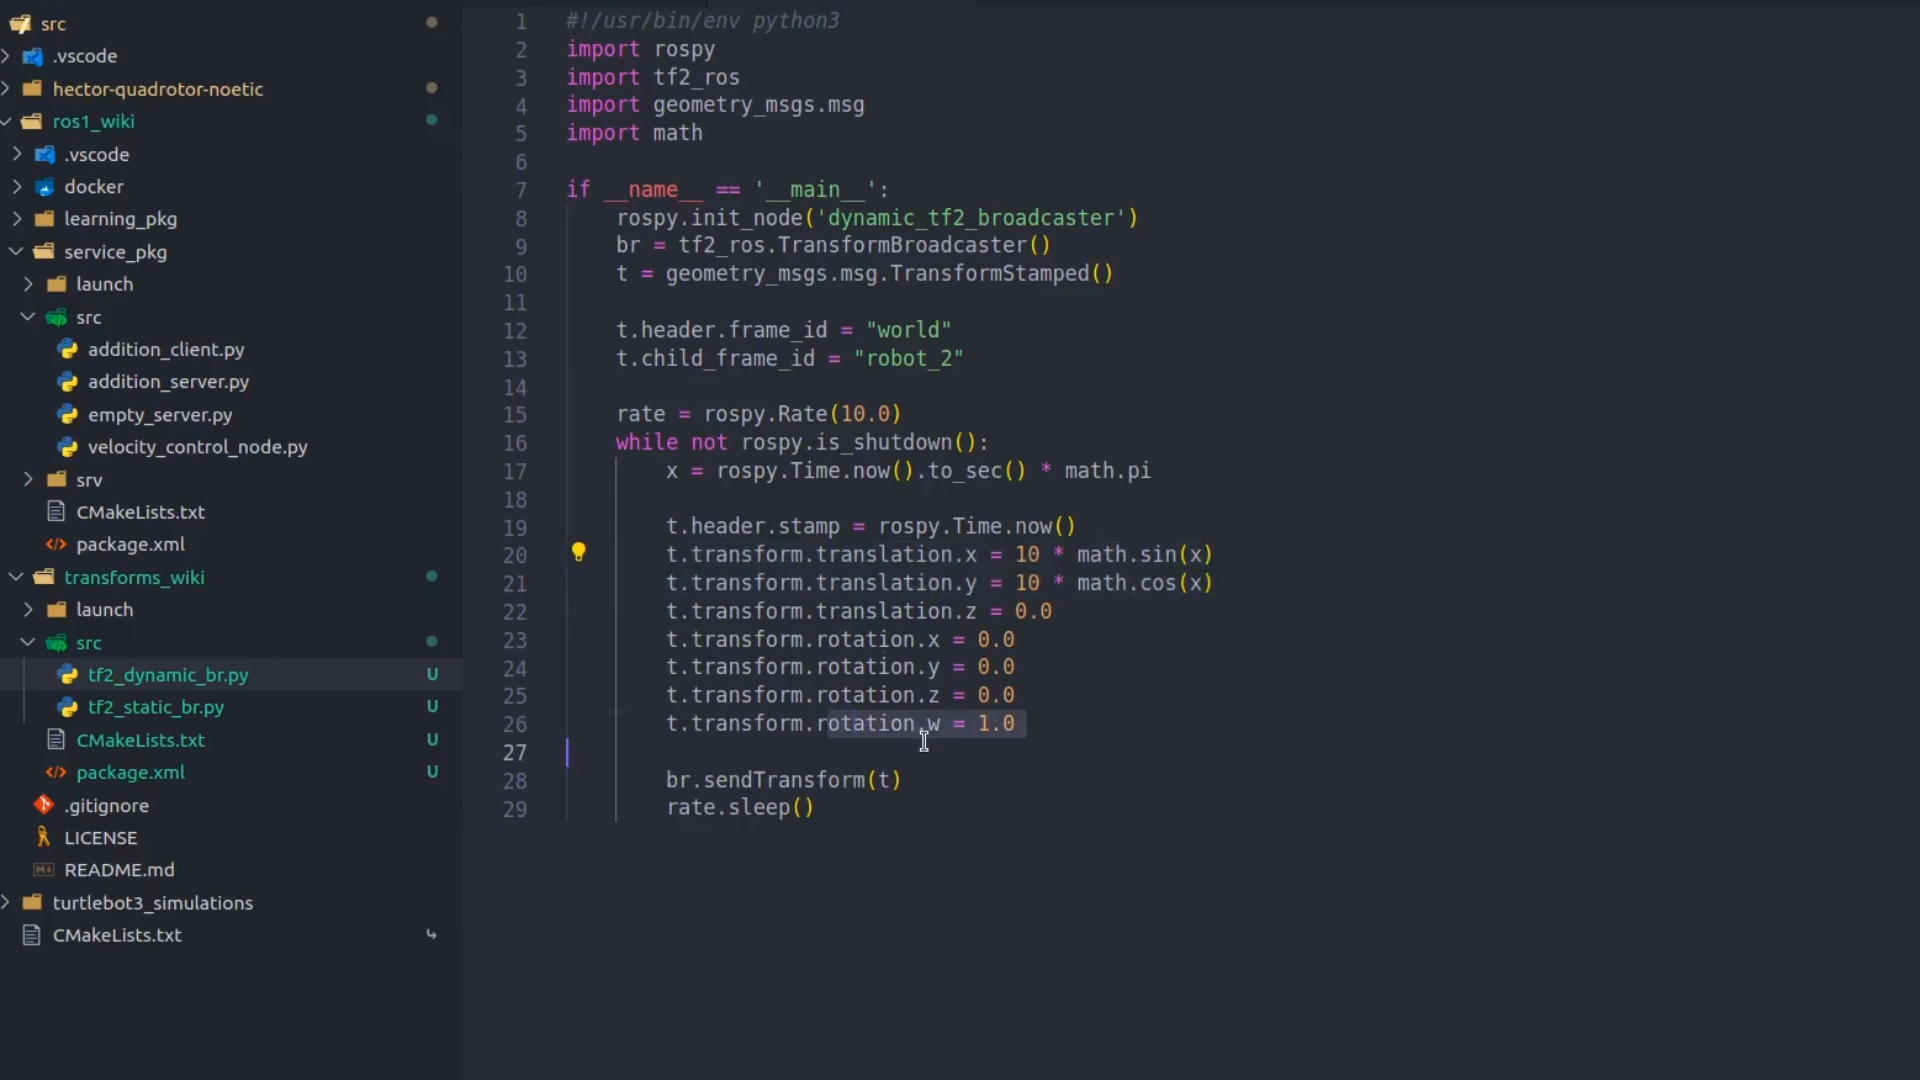 src
.vscode
hector-quadrotor-noetic
ros1_wiki
.vscode
docker
learning_pkg
service_pkg
launch
src
addition_client.py
addition_server.py
empty_server.py
velocity_control_node.py
srv
CMakeLists.txt
package.xml
transforms_wiki
launch
src
tf2_dynamic_br.py U
tf2_static_br.py U
CMakeLists.txt U
package.xml U
.gitignore
LICENSE
README.md
turtlebot3_simulations
CMakeLists.txt
1 #!/usr/bin/env python3
2 import rospy
3 import tf2_ros
4 import geometry_msgs.msg
5 import math
6
7 if __name__ == '__main__':
8 rospy.init_node('dynamic_tf2_broadcaster')
9 br = tf2_ros.TransformBroadcaster()
10 t = geometry_msgs.msg.TransformStamped()
11
12 t.header.frame_id = "world"
13 t.child_frame_id = "robot_2"
14
15 rate = rospy.Rate(10.0)
16 while not rospy.is_shutdown():
17 x = rospy.Time.now().to_sec() * math.pi
18
19 t.header.stamp = rospy.Time.now()
20 t.transform.translation.x = 10 * math.sin(x)
21 t.transform.translation.y = 10 * math.cos(x)
22 t.transform.translation.z = 0.0
23 t.transform.rotation.x = 0.0
24 t.transform.rotation.y = 0.0
25 t.transform.rotation.z = 0.0
26 t.transform.rotation.w = 1.0
27
28 br.sendTransform(t)
29 rate.sleep()